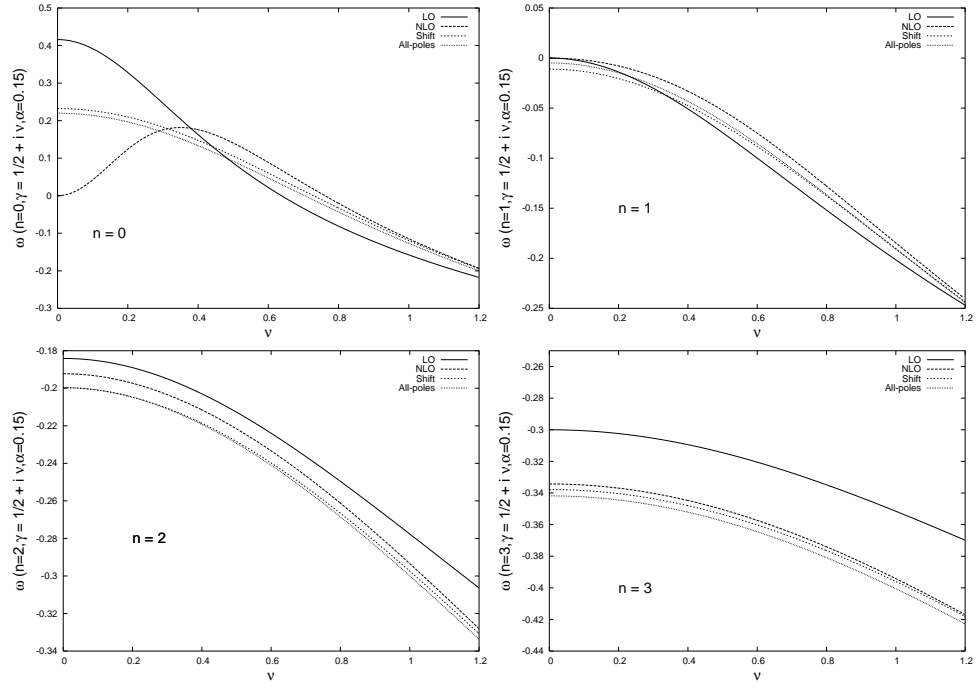 ω (n=0,γ = 1/2 + i ν,α=0.15)
0.5
0.4
0.3
0.2
0.1
0
-0.1
-0.2
-0.3
LO
NLO
Shift
All-poles
n = 0
0 0.2 0.4 0.6 0.8 1 1.2
ν
ω (n=1,γ = 1/2 + i ν,α=0.15)
0.05
0
-0.05
-0.1
-0.15
-0.2
-0.25
LO
NLO
Shift
All-poles
n = 1
0 0.2 0.4 0.6 0.8 1 1.2
ν
ω (n=2,γ = 1/2 + i ν,α=0.15)
-0.18
-0.2
-0.22
-0.24
-0.26
-0.28
-0.3
-0.32
-0.34
LO
NLO
Shift
All-poles
n = 2
0 0.2 0.4 0.6 0.8 1 1.2
ν
ω (n=3,γ = 1/2 + i ν,α=0.15)
-0.26
-0.28
-0.3
-0.32
-0.34
-0.36
-0.38
-0.4
-0.42
-0.44
LO
NLO
Shift
All-poles
n = 3
0 0.2 0.4 0.6 0.8 1 1.2
ν